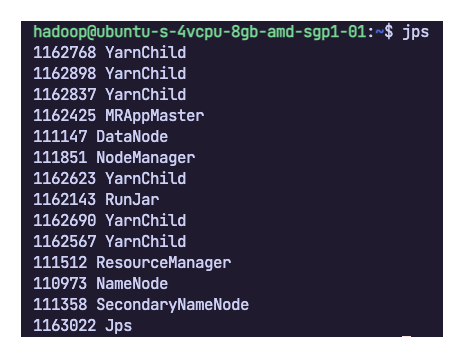 hadoop@ubuntu-s-4vcpu-8gb-amd-sgp1-01:~$ jps
1162768 YarnChild
1162898 YarnChild
1162837 YarnChild
1162425 MRAppMaster
111147 DataNode
111851 NodeManager
1162623 YarnChild
1162143 RunJar
1162690 YarnChild
1162567 YarnChild
111512 ResourceManager
110973 NameNode
111358 SecondaryNameNode
1163022 Jps